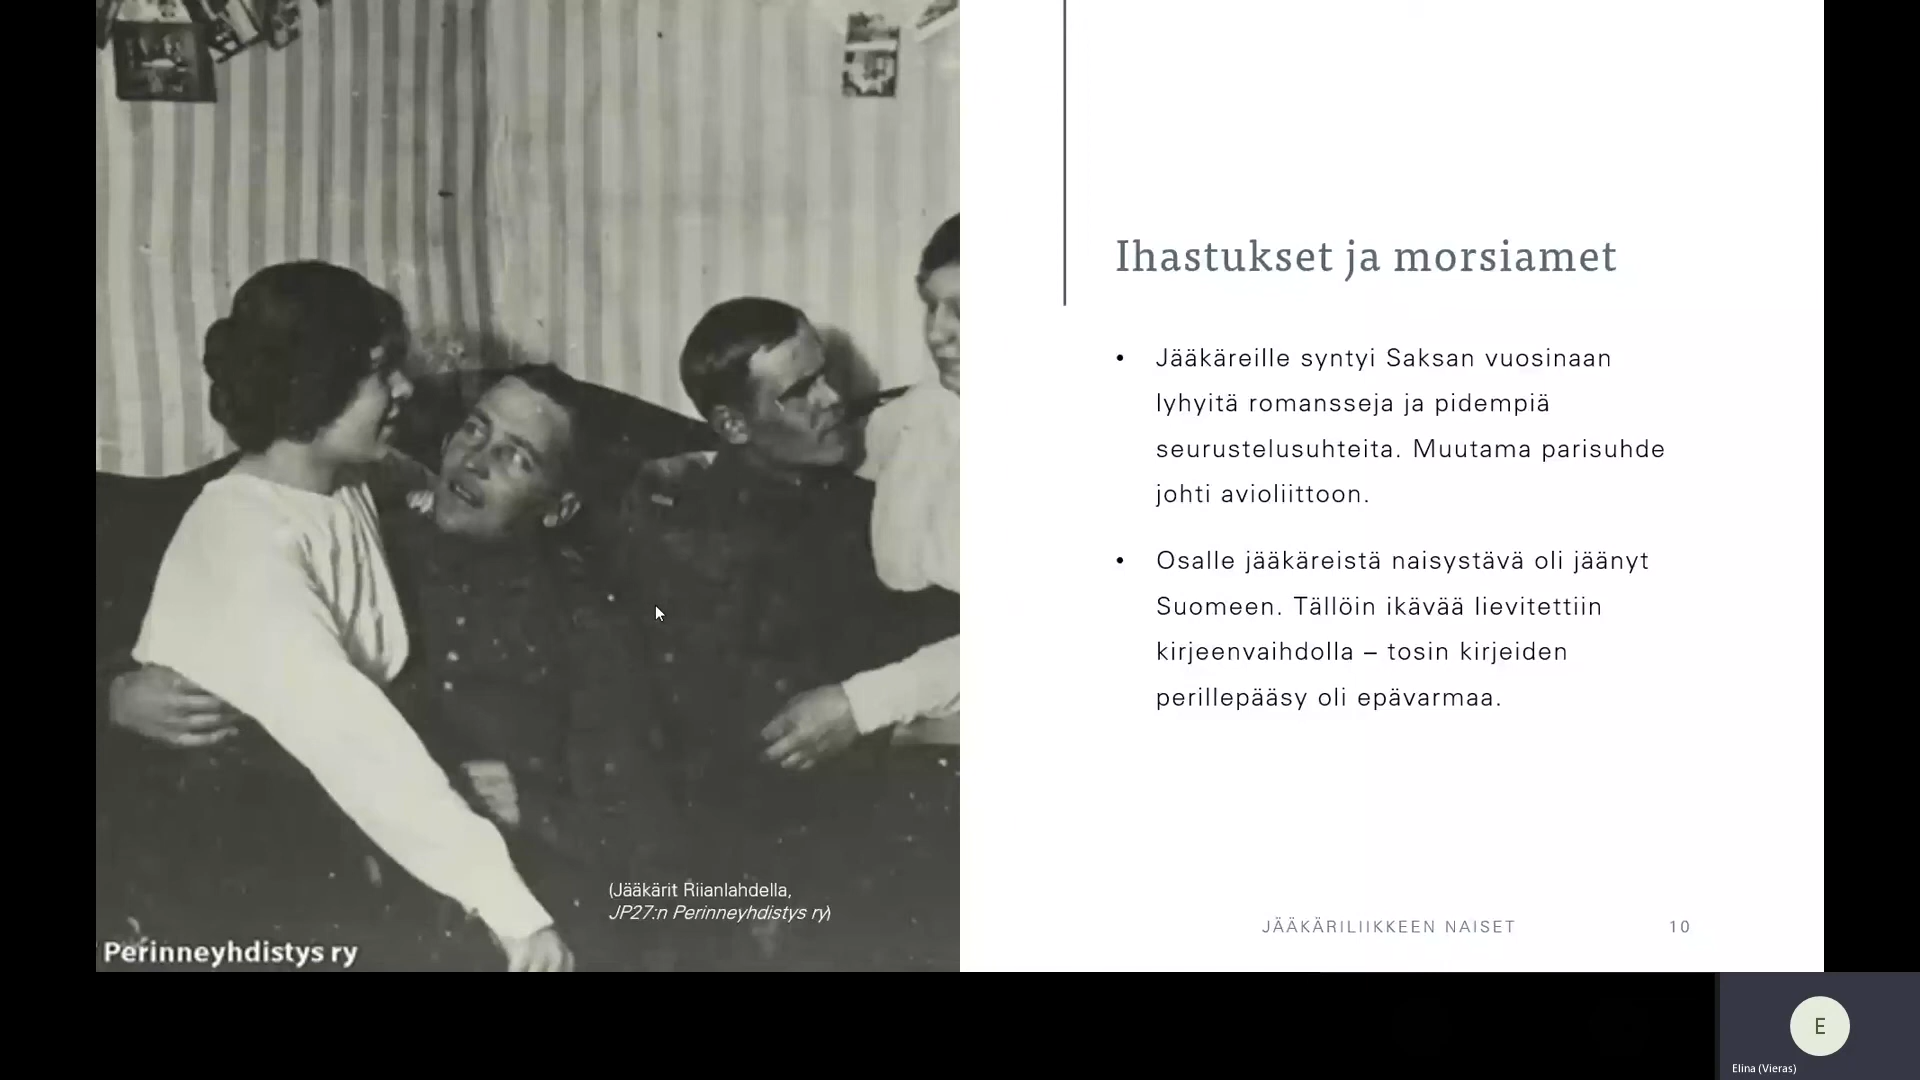 Ihastukset ja morsiamet
• Jääkäreille syntyi Saksan vuosinaan
lyhyitä romansseja ja pidempiä
seurustelusuhteita. Muutama parisuhde
johti avioliittoon.
• Osalle jääkäreistä naisystävä oli jäänyt
Suomeen. Tällöin ikävää lievitettiin
kirjeenvaihdolla – tosin kirjeiden
perillepääsy oli epävarmaa.
(Jääkärit Riianlahdella,
JP27:n Perinneyhdistys ry)
Perinneyhdistys ry
JÄÄKÄRILIIKKEEN NAISET 10
E
Elina (Vieras)